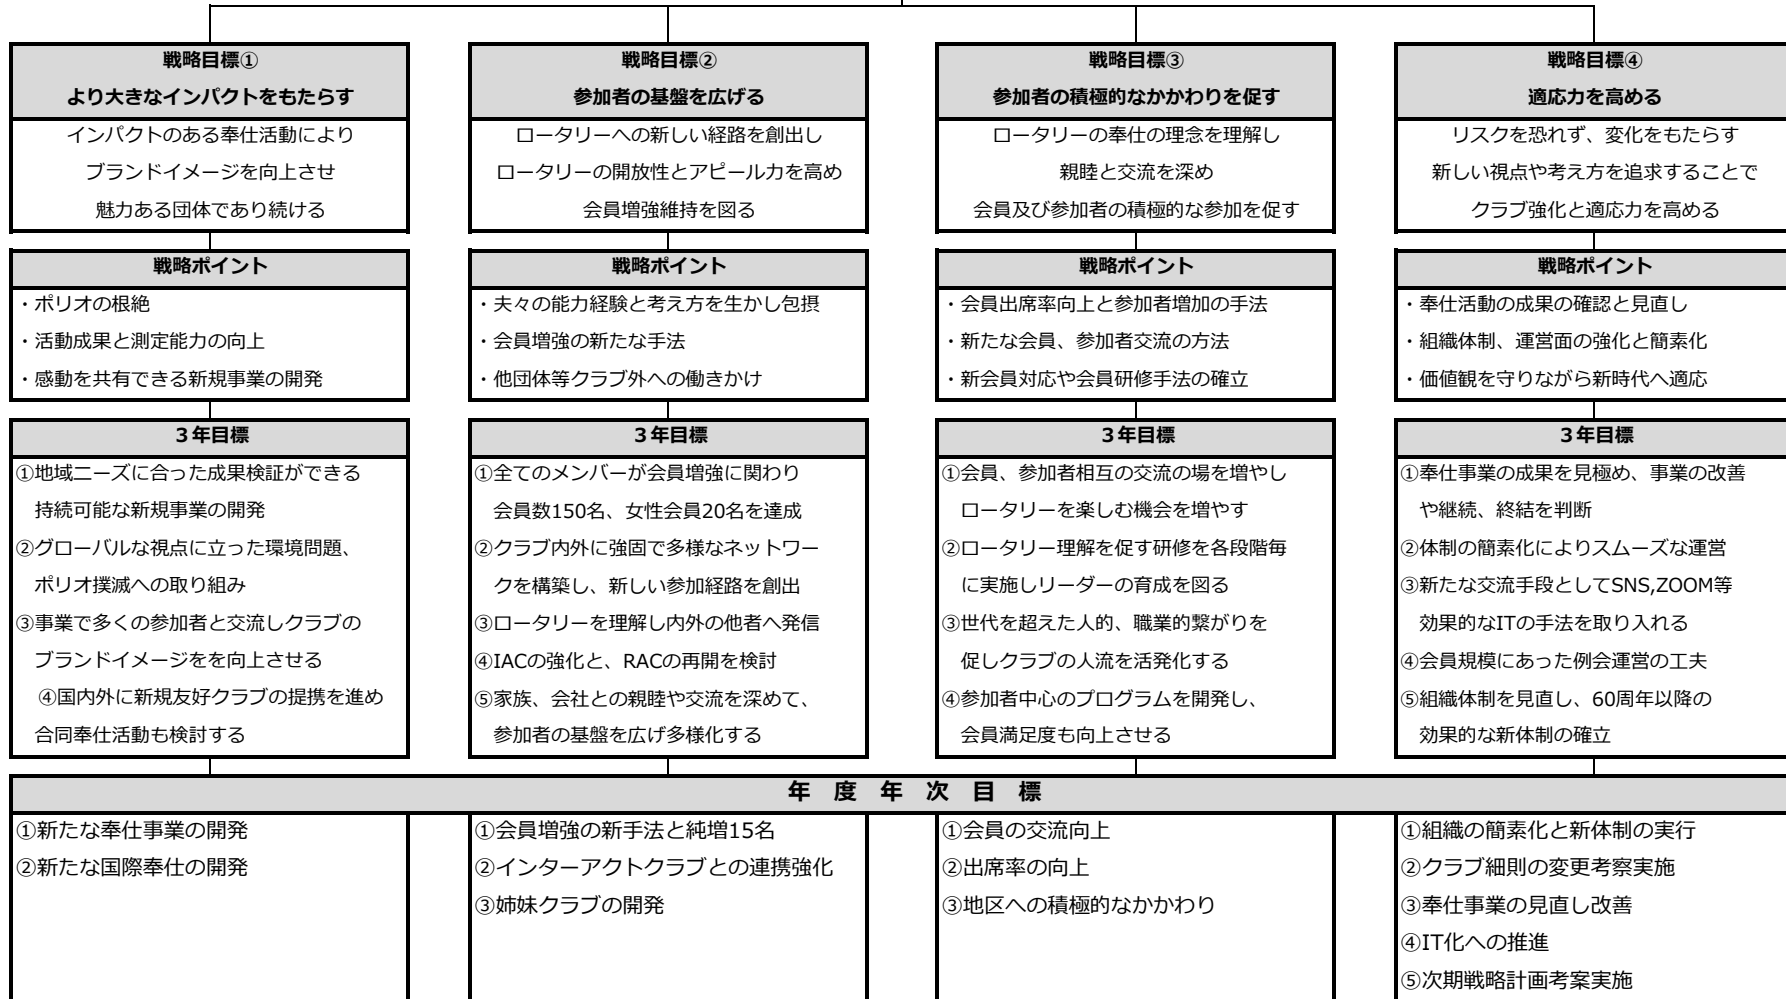 戦略目標①
より大きなインパクトをもたらす
インパクトのある奉仕活動により
ブランドイメージを向上させ
魅力ある団体であり続ける
戦略ポイント
・ポリオの根絶
・活動成果と測定能力の向上
・感動を共有できる新規事業の開発
３年目標
①地域ニーズに合った成果検証ができる
持続可能な新規事業の開発
②グローバルな視点に立った環境問題、
ポリオ撲滅への取り組み
③事業で多くの参加者と交流しクラブの
ブランドイメージをを向上させる
④国内外に新規友好クラブの提携を進め
合同奉仕活動も検討する
戦略目標②
参加者の基盤を広げる
ロータリーへの新しい経路を創出し
ロータリーの開放性とアピール力を高め
会員増強維持を図る
戦略ポイント
・夫々の能力経験と考え方を生かし包摂
・会員増強の新たな手法
・他団体等クラブ外への働きかけ
３年目標
①全てのメンバーが会員増強に関わり
会員数150名、女性会員20名を達成
②クラブ内外に強固で多様なネットワー
クを構築し、新しい参加経路を創出
③ロータリーを理解し内外の他者へ発信
④IACの強化と、RACの再開を検討
⑤家族、会社との親睦や交流を深めて、
参加者の基盤を広げ多様化する
戦略目標③
参加者の積極的なかかわりを促す
ロータリーの奉仕の理念を理解し
親睦と交流を深め
会員及び参加者の積極的な参加を促す
戦略ポイント
・会員出席率向上と参加者増加の手法
・新たな会員、参加者交流の方法
・新会員対応や会員研修手法の確立
３年目標
①会員、参加者相互の交流の場を増やし
ロータリーを楽しむ機会を増やす
②ロータリー理解を促す研修を各段階毎
に実施しリーダーの育成を図る
③世代を超えた人的、職業的繋がりを
促しクラブの人流を活発化する
④参加者中心のプログラムを開発し、
会員満足度も向上させる
戦略目標④
適応力を高める
リスクを恐れず、変化をもたらす
新しい視点や考え方を追求することで
クラブ強化と適応力を高める
戦略ポイント
・奉仕活動の成果の確認と見直し
・組織体制、運営面の強化と簡素化
・価値観を守りながら新時代へ適応
３年目標
①奉仕事業の成果を見極め、事業の改善
や継続、終結を判断
②体制の簡素化によりスムーズな運営
③新たな交流手段としてSNS,ZOOM等
効果的なITの手法を取り入れる
④会員規模にあった例会運営の工夫
⑤組織体制を見直し、60周年以降の
効果的な新体制の確立
年 度 年 次 目 標
①新たな奉仕事業の開発
②新たな国際奉仕の開発
①会員増強の新手法と純増15名
②インターアクトクラブとの連携強化
③姉妹クラブの開発
①会員の交流向上
②出席率の向上
③地区への積極的なかかわり
①組織の簡素化と新体制の実行
②クラブ細則の変更考察実施
③奉仕事業の見直し改善
④IT化への推進
⑤次期戦略計画考案実施